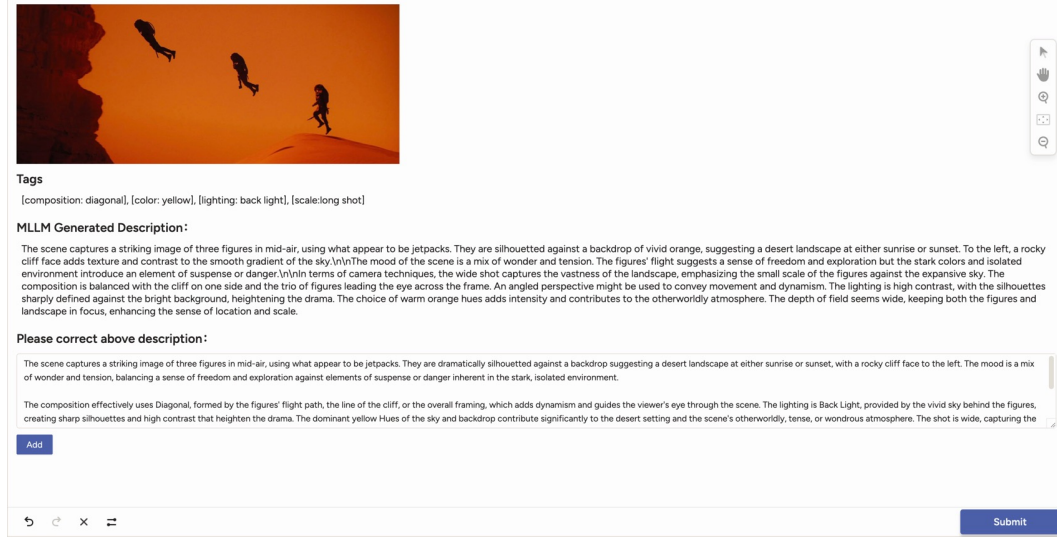 Tags
[composition: diagonal], [color: yellow], [lighting: back light], [scale:long shot]
MLLM Generated Description:
The scene captures a striking image of three figures in mid-air, using what appear to be jetpacks. They are silhouetted against a backdrop of vivid orange, suggesting a desert landscape at either sunrise or sunset. To the left, a rocky
cliff face adds texture and contrast to the smooth gradient of the sky.\n\nThe mood of the scene is a mix of wonder and tension. The figures' flight suggests a sense of freedom and exploration but the stark colors and isolated
environment introduce an element of suspense or danger.\n\nIn terms of camera techniques, the wide shot captures the vastness of the landscape, emphasizing the small scale of the figures against the expansive sky. The
composition is balanced with the cliff on one side and the trio of figures leading the eye across the frame. An angled perspective might be used to convey movement and dynamism. The lighting is high contrast, with the silhouettes
sharply defined against the bright background, heightening the drama. The choice of warm orange hues adds intensity and contributes to the otherworldly atmosphere. The depth of field seems wide, keeping both the figures and
landscape in focus, enhancing the sense of location and scale.
Please correct above description:
The scene captures a striking image of three figures in mid-air, using what appear to be jetpacks. They are dramatically silhouetted against a backdrop suggesting a desert landscape at either sunrise or sunset, with a rocky cliff face to the left. The mood is a mix
of wonder and tension, balancing a sense of freedom and exploration against elements of suspense or danger inherent in the stark, isolated environment.
The composition effectively uses Diagonal, formed by the figures' flight path, the line of the cliff, or the overall framing, which adds dynamism and guides the viewer's eye through the scene. The lighting is Back Light, provided by the vivid sky behind the figures,
creating sharp silhouettes and high contrast that heighten the drama. The dominant yellow Hues of the sky and backdrop contribute significantly to the desert setting and the scene's otherworldly, tense, or wondrous atmosphere. The shot is wide, capturing the
Add
Submit